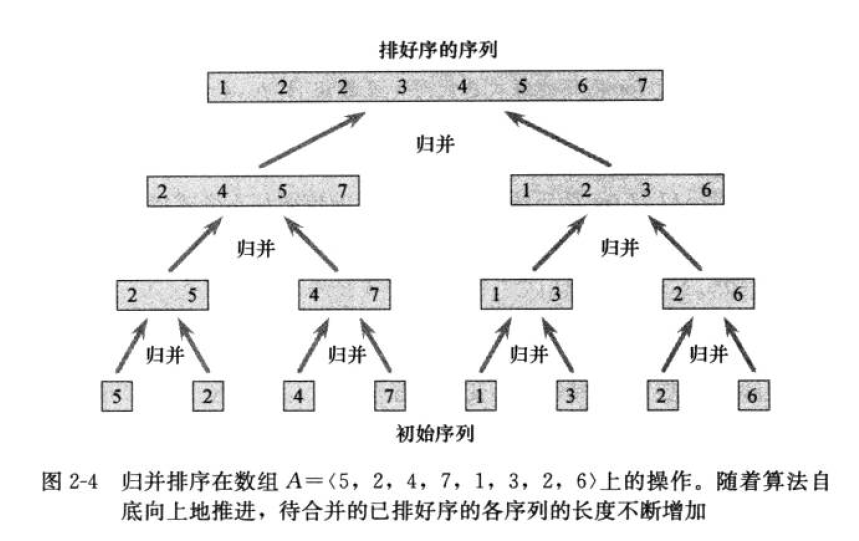 排好序的序列
1 2 2 3 4 5 6 7
归并
2 4 5 7 1 2 3 6
归并 归并
2 5 4 7 1 3 2 6
归并 归并 归并 归并
5 2 4 7 1 3 2 6
初始序列
图 2-4 归并排序在数组 A=〈5，2，4，7，1，3，2，6〉上的操作。随着算法自
底向上地推进，待合并的已排好序的各序列的长度不断增加